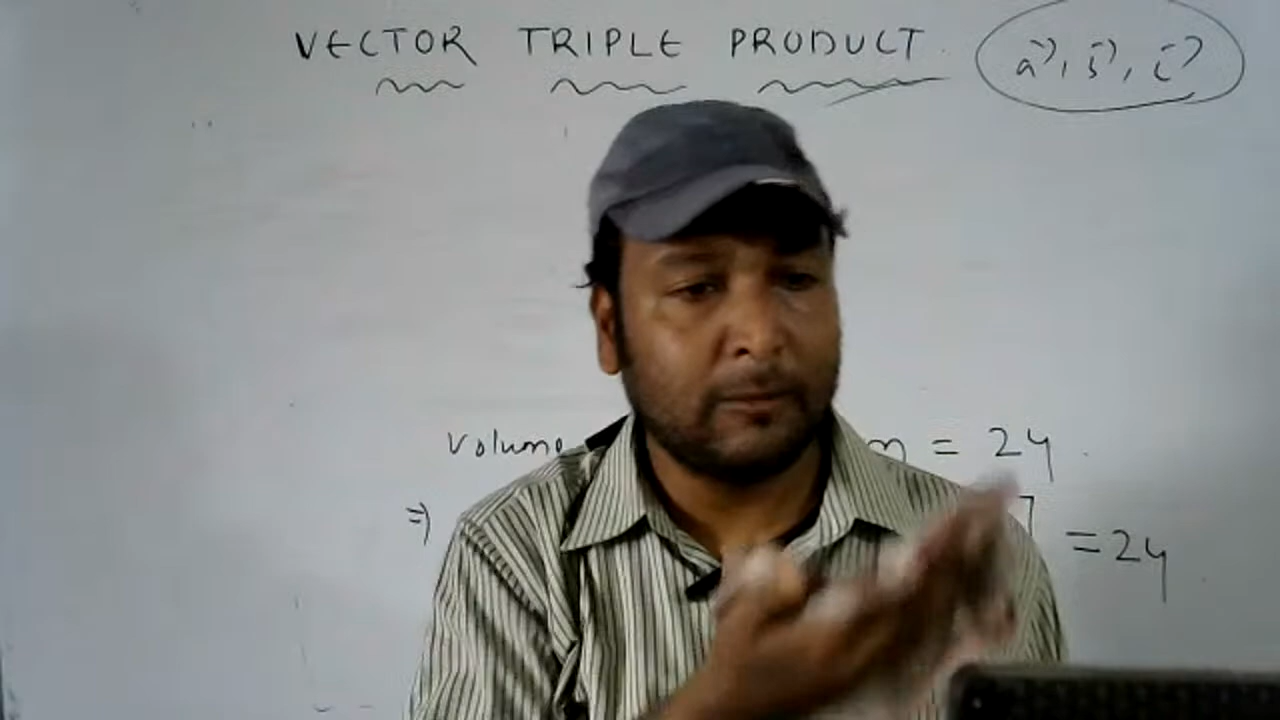 VECTOR TRIPLE PRODUCT a⃗, b⃗, c⃗
Volume = 24
⇒ ] = 24